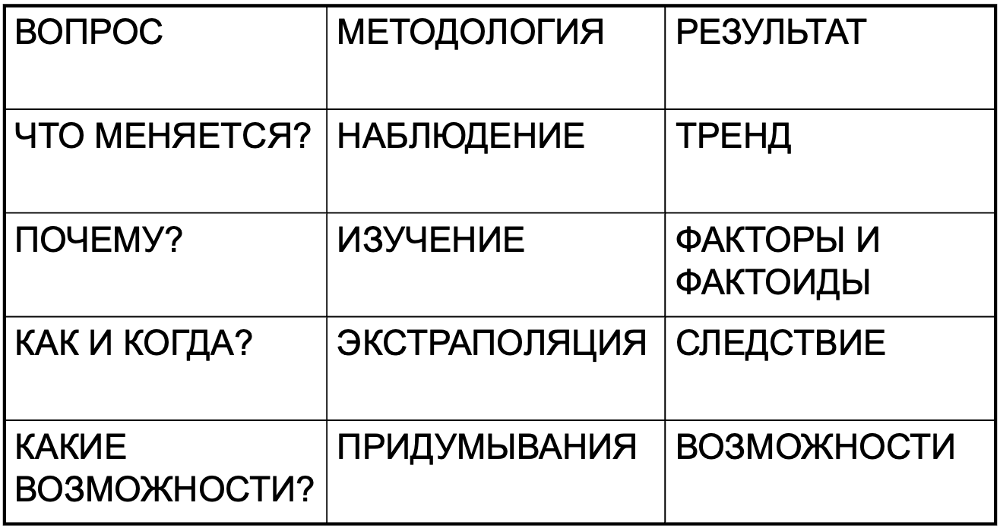 ВОПРОС МЕТОДОЛОГИЯ РЕЗУЛЬТАТ
ЧТО МЕНЯЕТСЯ? НАБЛЮДЕНИЕ ТРЕНД
ПОЧЕМУ? ИЗУЧЕНИЕ ФАКТОРЫ И
ФАКТОИДЫ
КАК И КОГДА? ЭКСТРАПОЛЯЦИЯ СЛЕДСТВИЕ
КАКИЕ
ВОЗМОЖНОСТИ? ПРИДУМЫВАНИЯ ВОЗМОЖНОСТИ